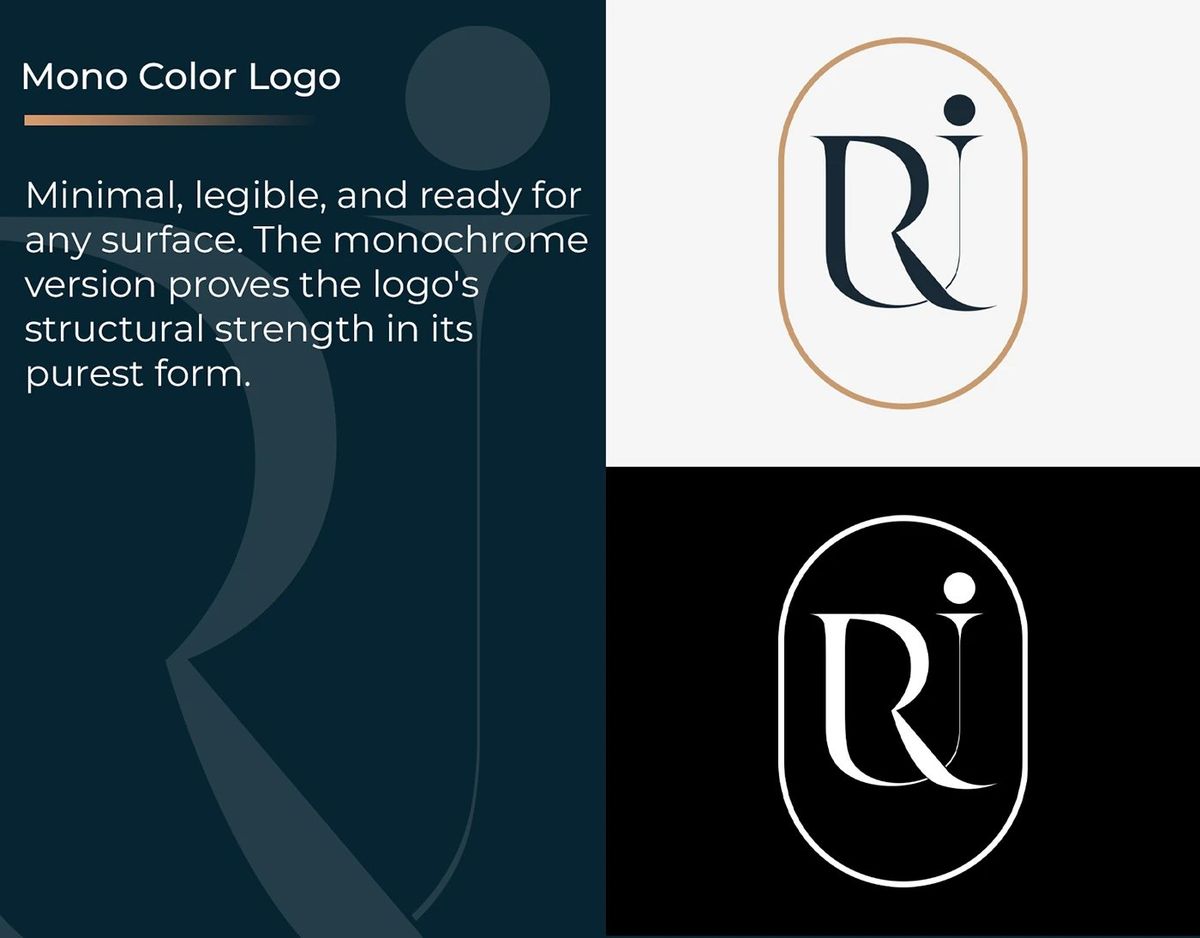 Mono Color Logo
Minimal, legible, and ready for
any surface. The monochrome
version proves the logo's
structural strength in its
purest form.